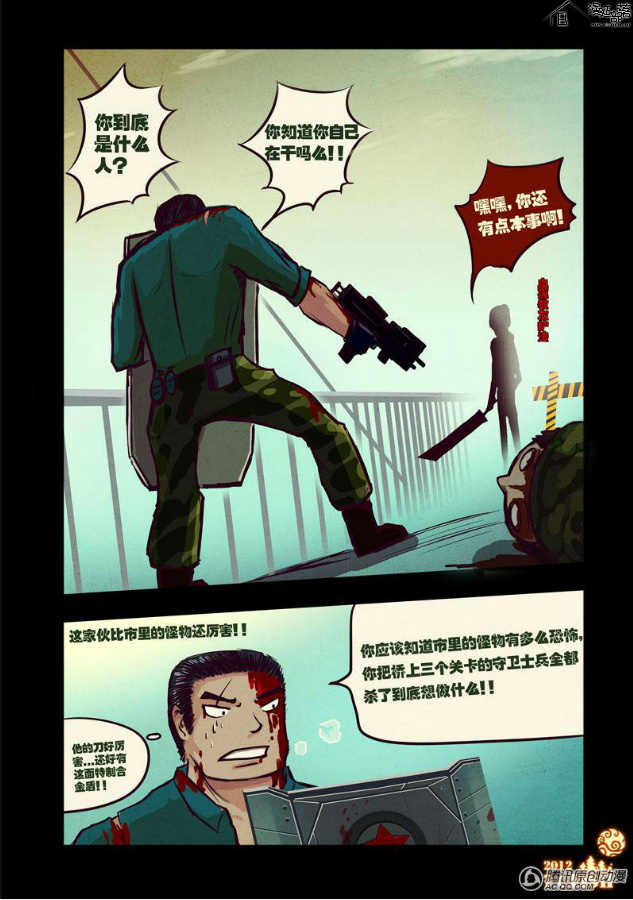 漫域部落
你到底
是什么
人?
你知道你自己
在干吗么!!
嘿嘿,你还
有点本事啊!
这家伙比市里的怪物还厉害!!
你应该知道市里的怪物有多么恐怖,
你把桥上三个关卡的守卫士兵全都
杀了到底想做什么!!
他的刀好厉
害...还好有
这面特制合
金盾!!
2012
腾讯原创动漫
AC.QQ.COM